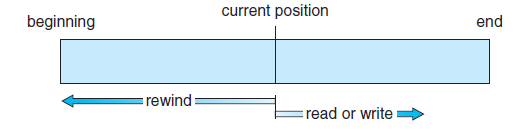 beginning
current position
end
rewind
read or write